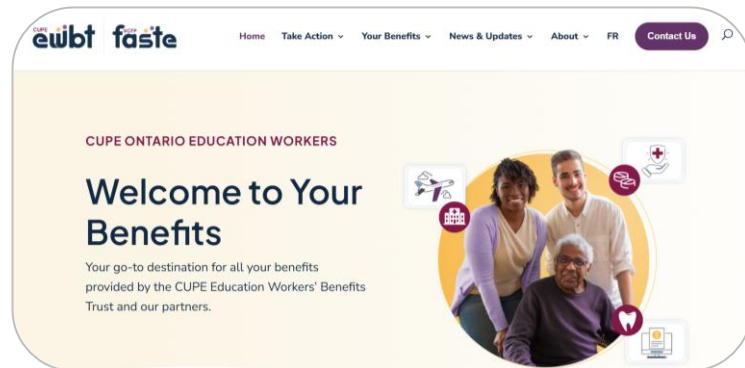 CUPE SCFP
ewbt faste
Home Take Action Your Benefits News & Updates About FR Contact Us
CUPE ONTARIO EDUCATION WORKERS
Welcome to Your
Benefits
Your go-to destination for all your benefits
provided by the CUPE Education Workers' Benefits
Trust and our partners.